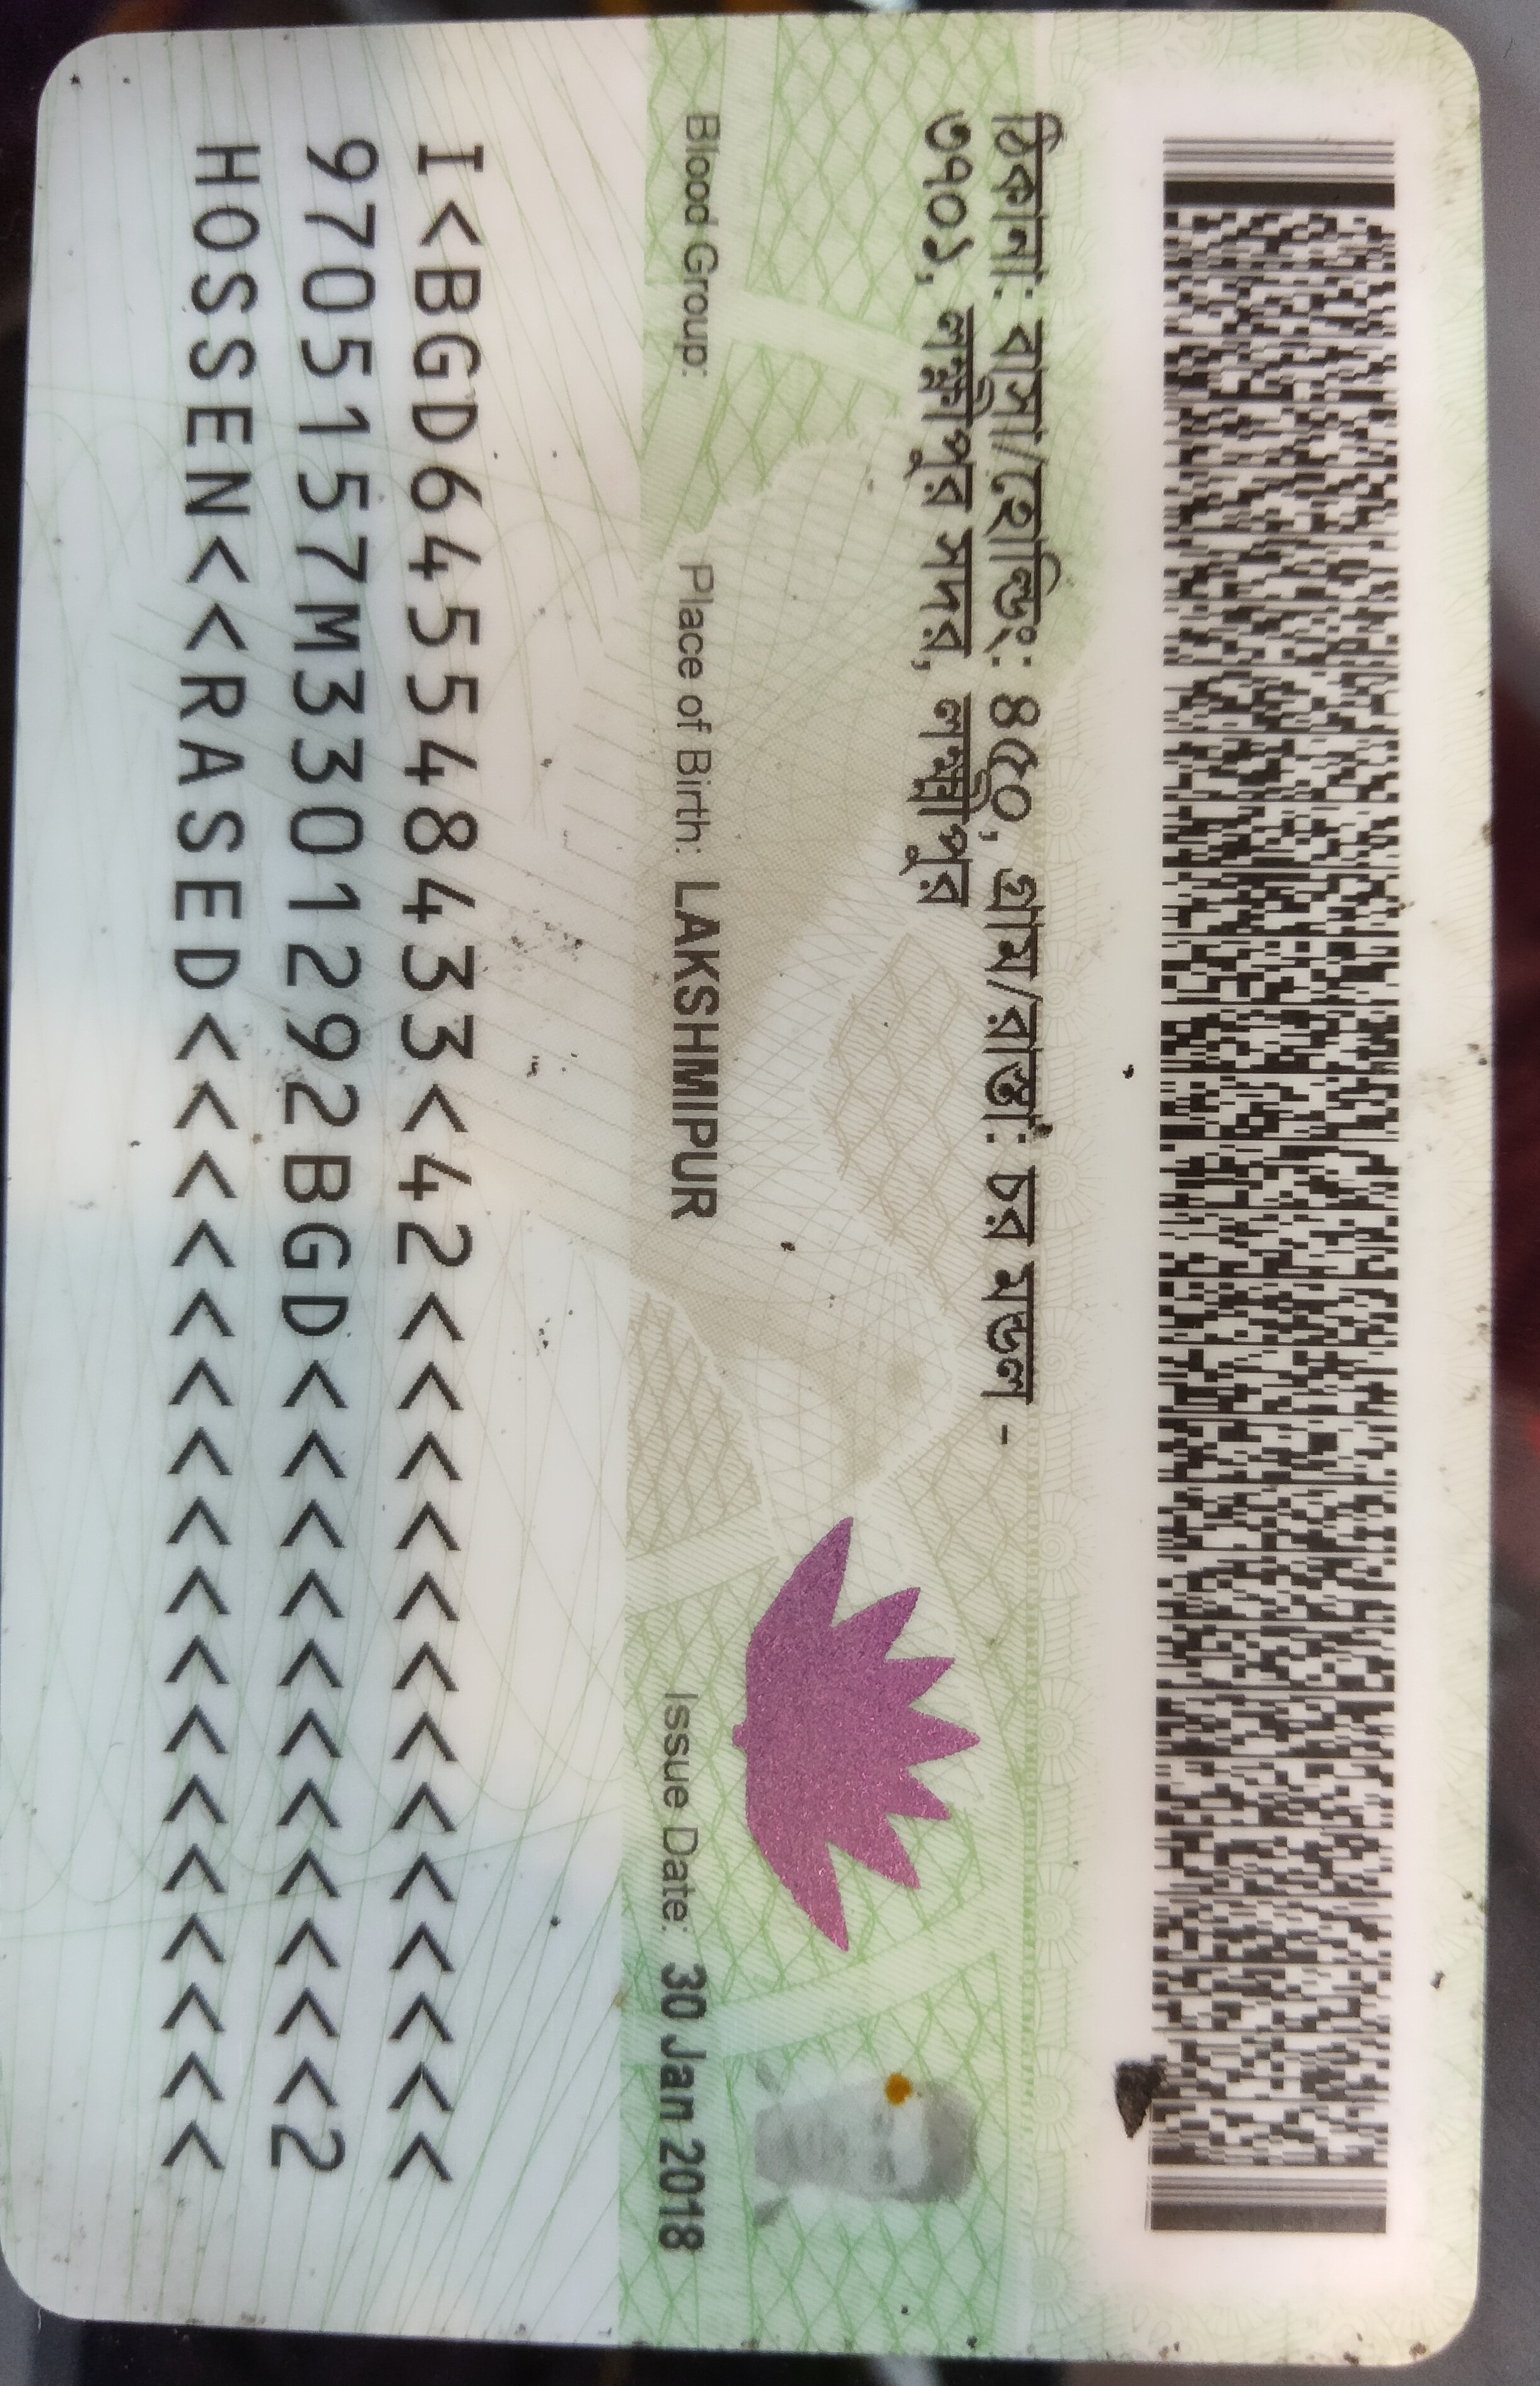 ঠিকানা: বাসা/হোল্ডিং: ৪৫০, গ্রাম/রাস্তা: চর মন্ডল -
৩৭০১, লক্ষ্মীপুর সদর, লক্ষ্মীপুর
Blood Group: Place of Birth: LAKSHMIPUR Issue Date: 30 Jan 2018
I<BGD6455484333<42<<<<<<<<<<<<<
9705157M3301292BGD<<<<<<<<<<<2
HOSSEN<<RASED<<<<<<<<<<<<<<<<<